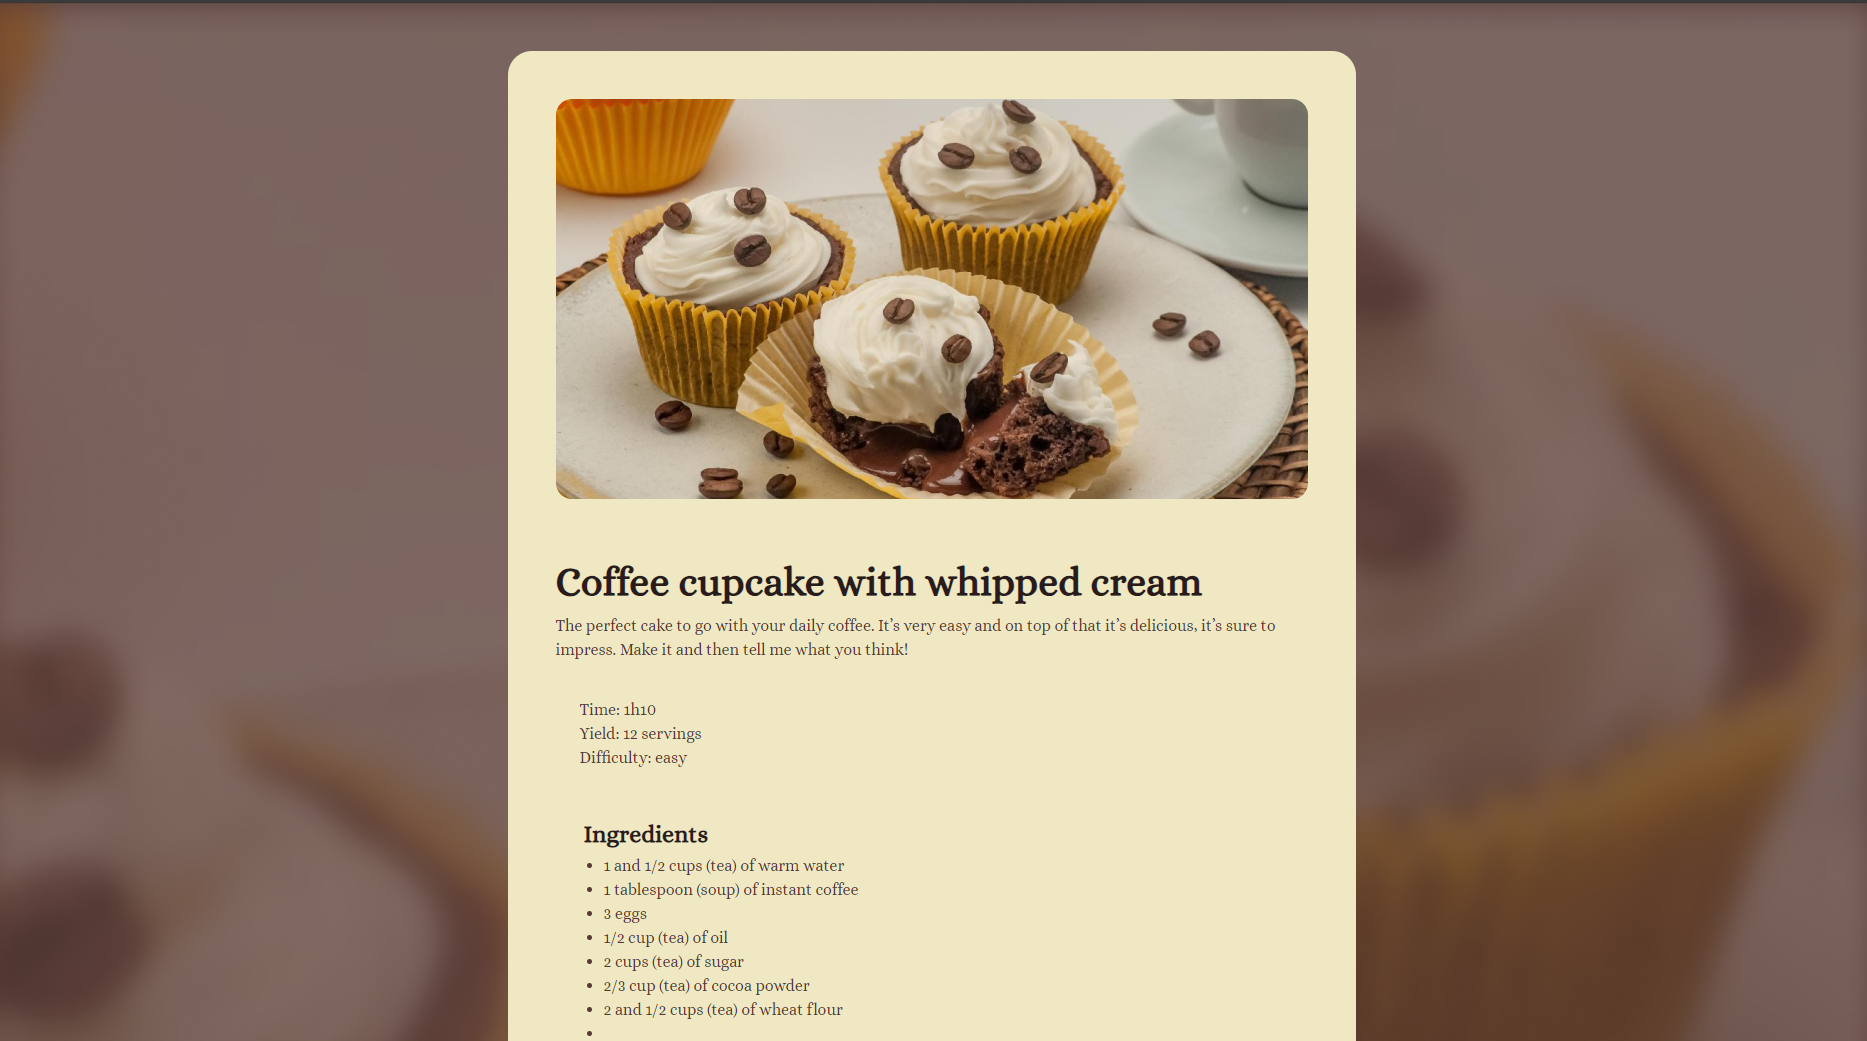 Coffee cupcake with whipped cream
The perfect cake to go with your daily coffee. It’s very easy and on top of that it’s delicious, it’s sure to
impress. Make it and then tell me what you think!
Time: 1h10
Yield: 12 servings
Difficulty: easy
Ingredients
• 1 and 1/2 cups (tea) of warm water
• 1 tablespoon (soup) of instant coffee
• 3 eggs
• 1/2 cup (tea) of oil
• 2 cups (tea) of sugar
• 2/3 cup (tea) of cocoa powder
• 2 and 1/2 cups (tea) of wheat flour
•